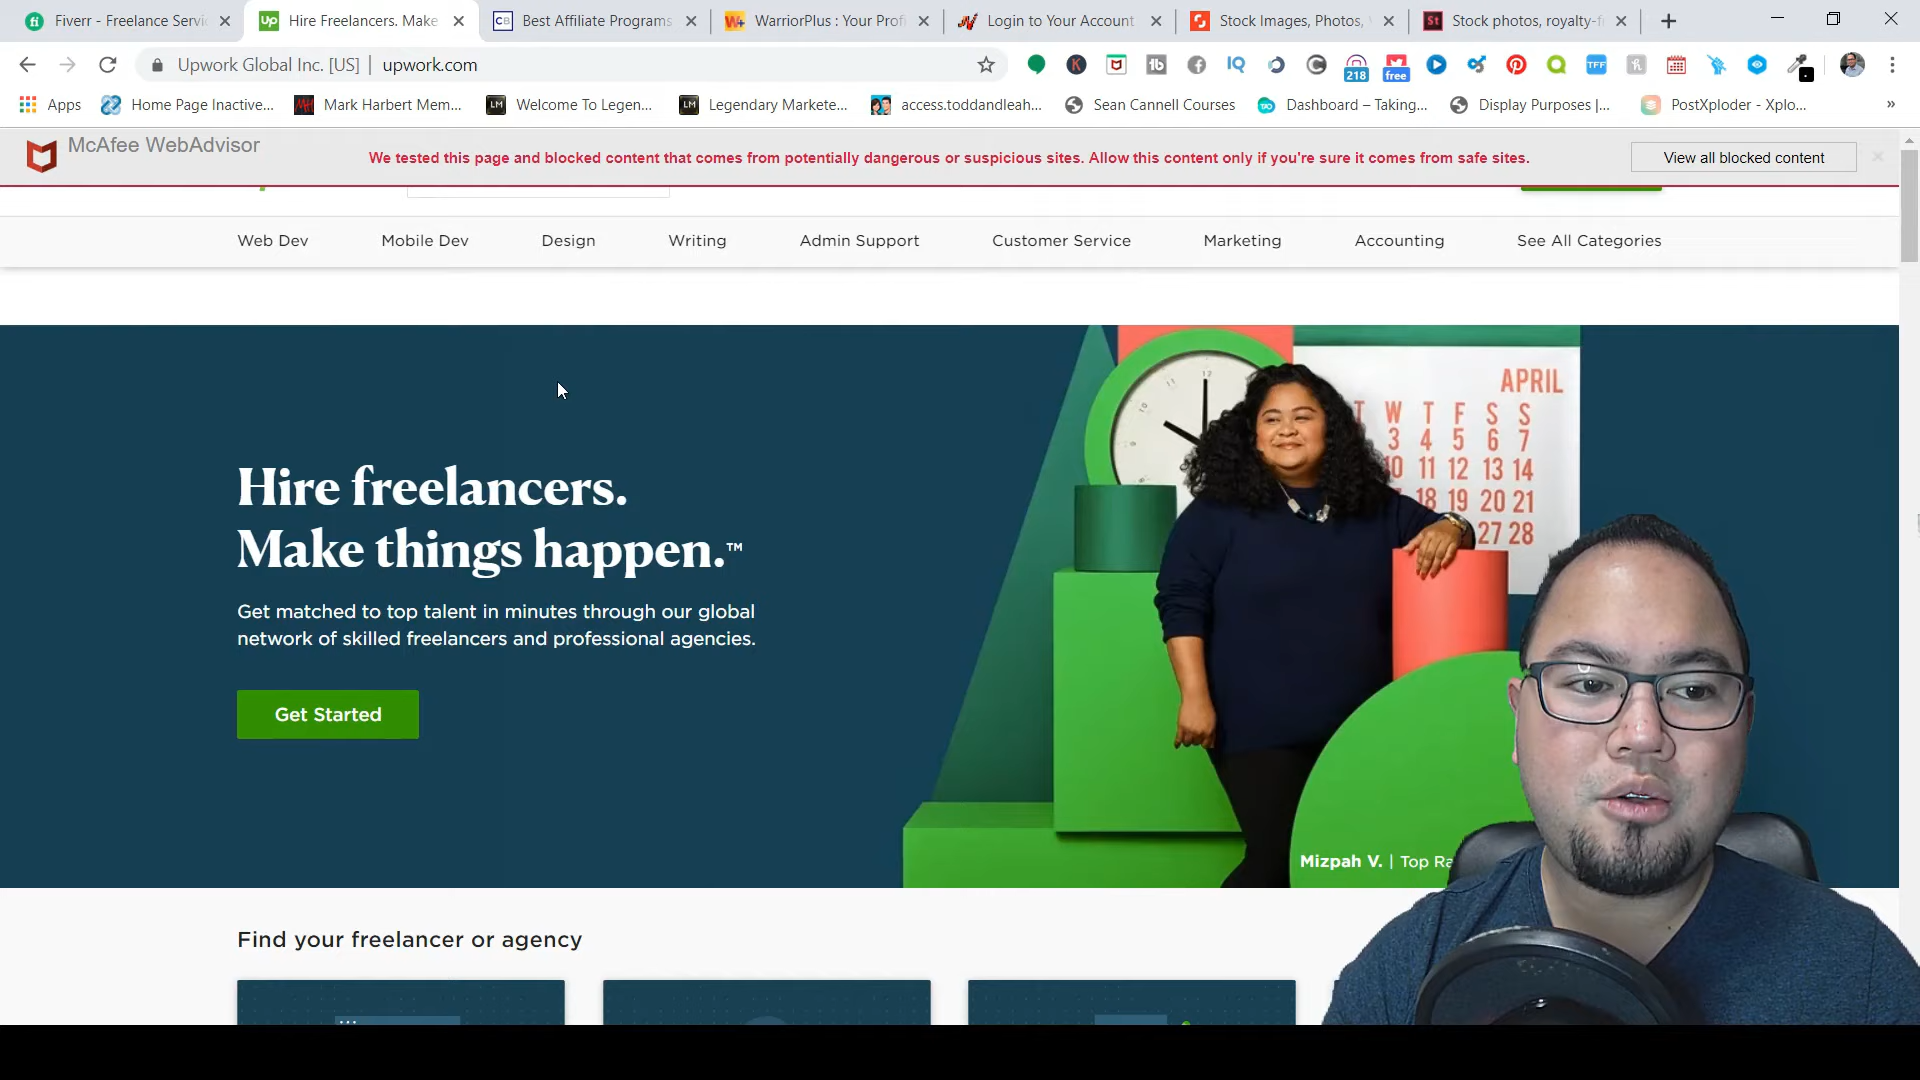 Fiverr - Freelance Servic
Hire Freelancers. Make
Best Affiliate Programs
WarriorPlus : Your Profi
Login to Your Account
Stock Images, Photos,
Stock photos, royalty-f
Upwork Global Inc. [US] | upwork.com
218
free
Apps
Home Page Inactive...
Mark Harbert Mem...
Welcome To Legen...
Legendary Markete...
access.toddandleah...
Sean Cannell Courses
Dashboard – Taking...
Display Purposes |...
PostXploder - Xplo...
»
McAfee WebAdvisor
We tested this page and blocked content that comes from potentially dangerous or suspicious sites. Allow this content only if you're sure it comes from safe sites.
View all blocked content
Web Dev
Mobile Dev
Design
Writing
Admin Support
Customer Service
Marketing
Accounting
See All Categories
APRIL
T W T F S S
3 4 5 6 7
10 11 12 13 14
18 19 20 21
27 28
Hire freelancers.
Make things happen.™
Get matched to top talent in minutes through our global
network of skilled freelancers and professional agencies.
Get Started
Mizpah V. | Top Ra
Find your freelancer or agency